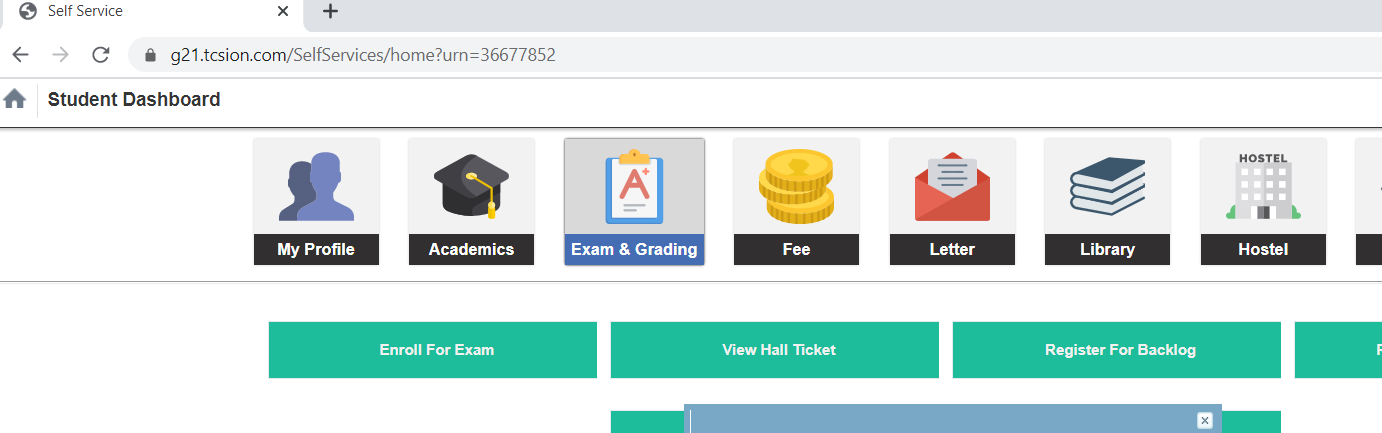 Self Service
g21.tcsion.com/SelfServices/home?urn=36677852
Student Dashboard
A+
HOSTEL
My Profile
Academics
Exam & Grading
Fee
Letter
Library
Hostel
Enroll For Exam
View Hall Ticket
Register For Backlog